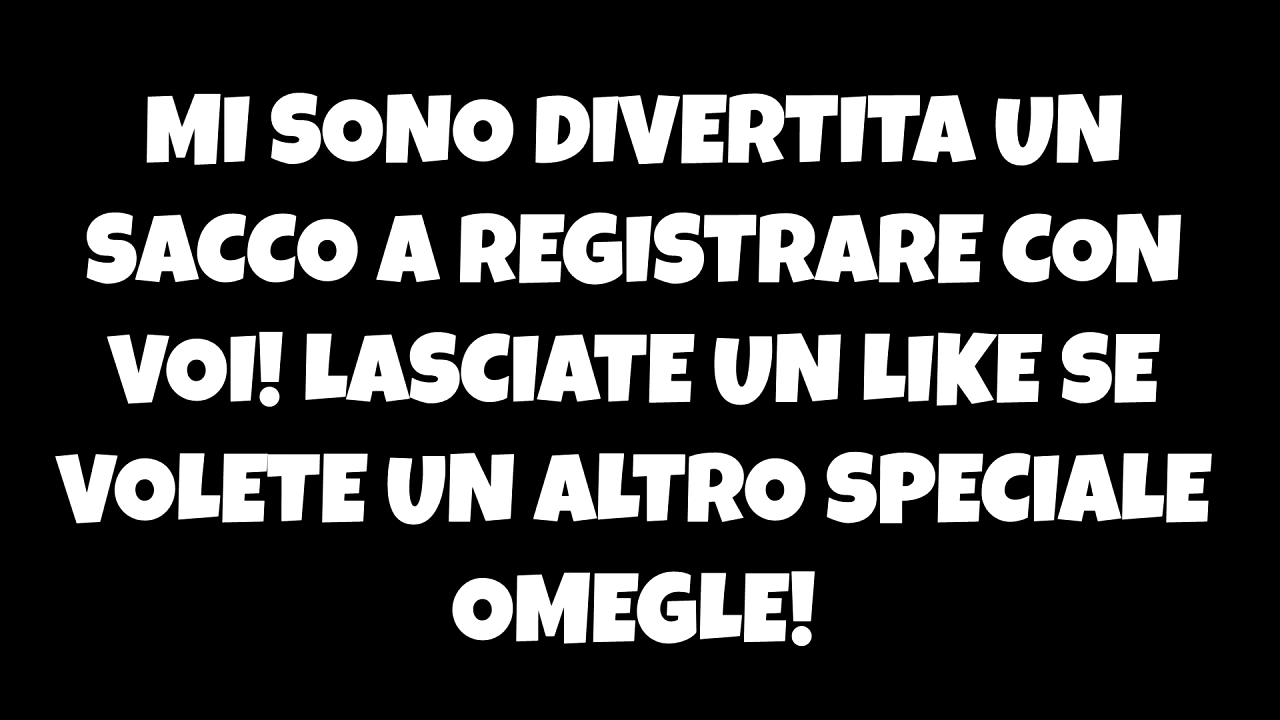 MI SONO DIVERTITA UN
SACCO A REGISTRARE CON
VOI! LASCIATE UN LIKE SE
VOLETE UN ALTRO SPECIALE
OMEGLE!